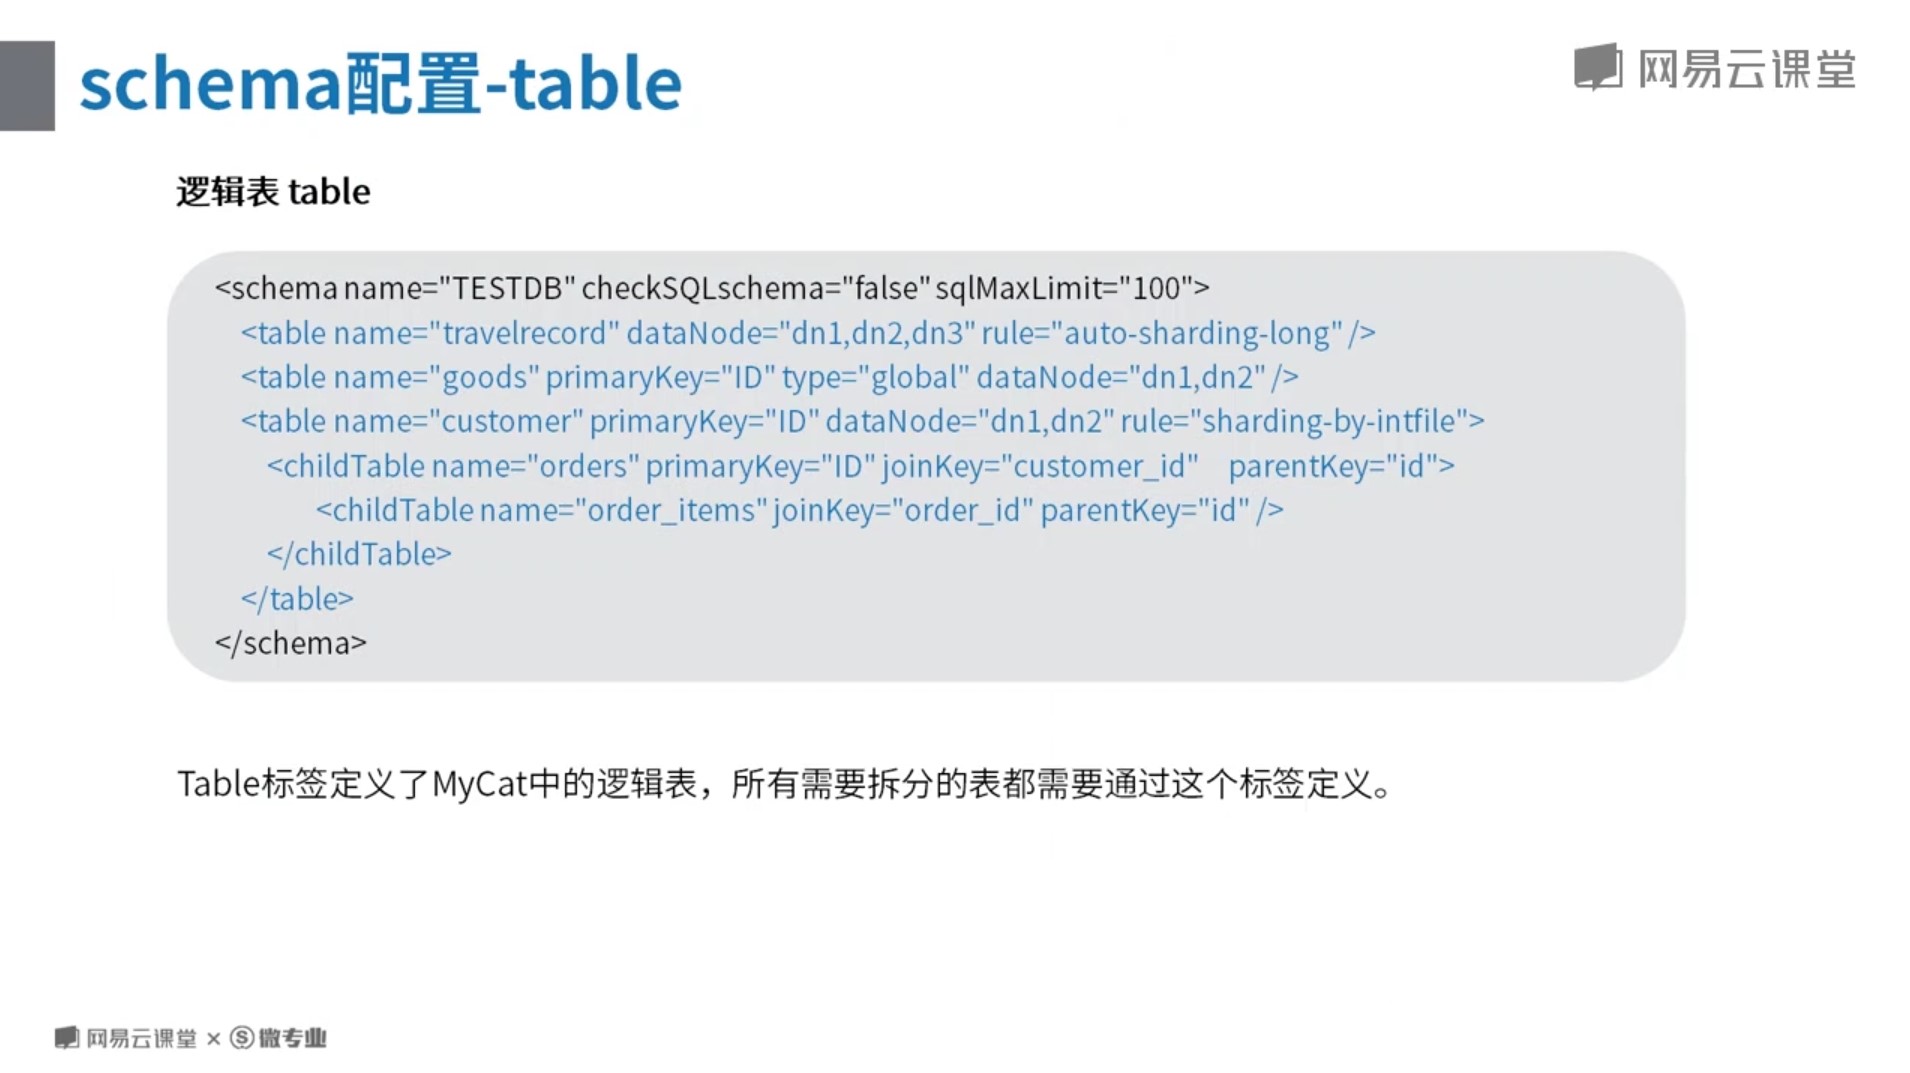 schema配置-table
网易云课堂
逻辑表 table
<schema name="TESTDB" checkSQLschema="false" sqlMaxLimit="100">
<table name="travelrecord" dataNode="dn1,dn2,dn3" rule="auto-sharding-long" />
<table name="goods" primaryKey="ID" type="global" dataNode="dn1,dn2" />
<table name="customer" primaryKey="ID" dataNode="dn1,dn2" rule="sharding-by-intfile">
<childTable name="orders" primaryKey="ID" joinKey="customer_id" parentKey="id">
<childTable name="order_items" joinKey="order_id" parentKey="id" />
</childTable>
</table>
</schema>
Table标签定义了MyCat中的逻辑表，所有需要拆分的表都需要通过这个标签定义。
网易云课堂 × Ⓢ微专业